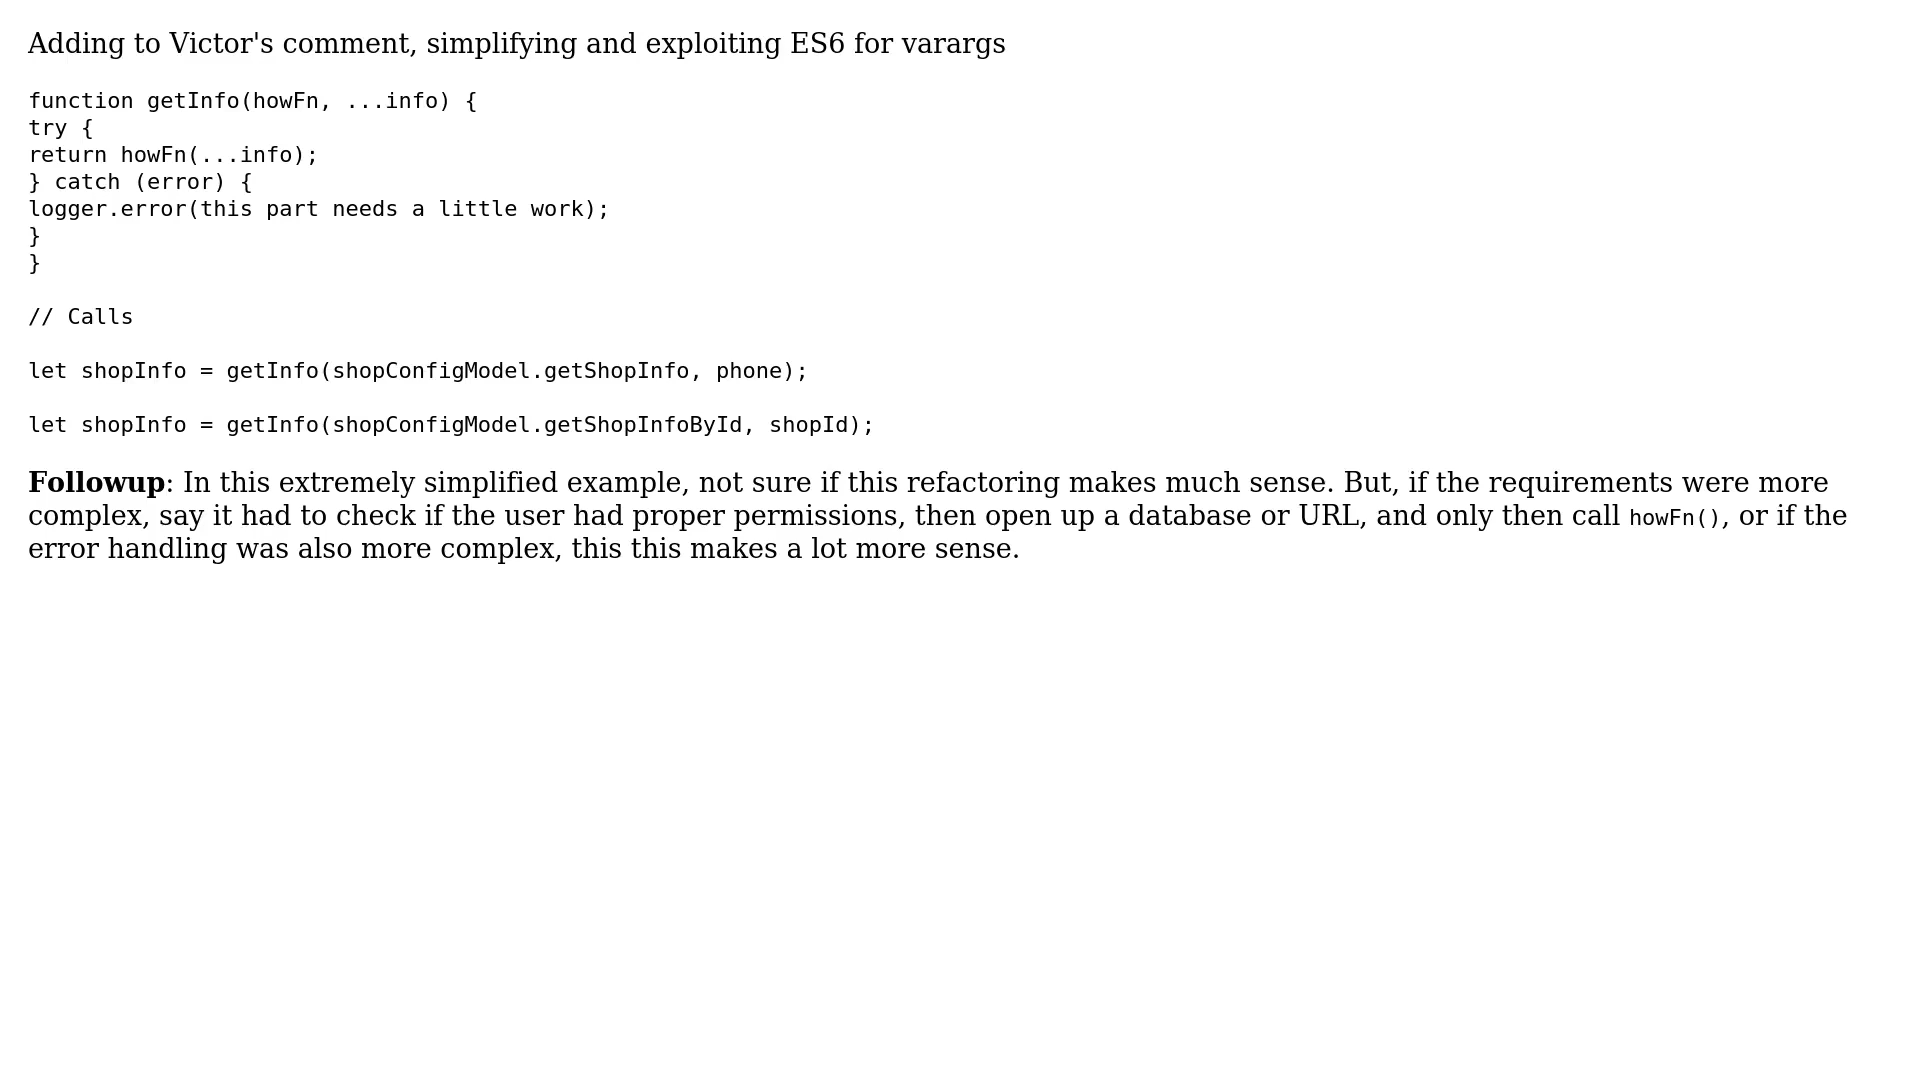 Adding to Victor's comment, simplifying and exploiting ES6 for varargs
function getInfo(howFn, ...info) {
try {
return howFn(...info);
} catch (error) {
logger.error(this part needs a little work);
}
}
// Calls
let shopInfo = getInfo(shopConfigModel.getShopInfo, phone);
let shopInfo = getInfo(shopConfigModel.getShopInfoById, shopId);
Followup: In this extremely simplified example, not sure if this refactoring makes much sense. But, if the requirements were more
complex, say it had to check if the user had proper permissions, then open up a database or URL, and only then call howFn(), or if the
error handling was also more complex, this this makes a lot more sense.